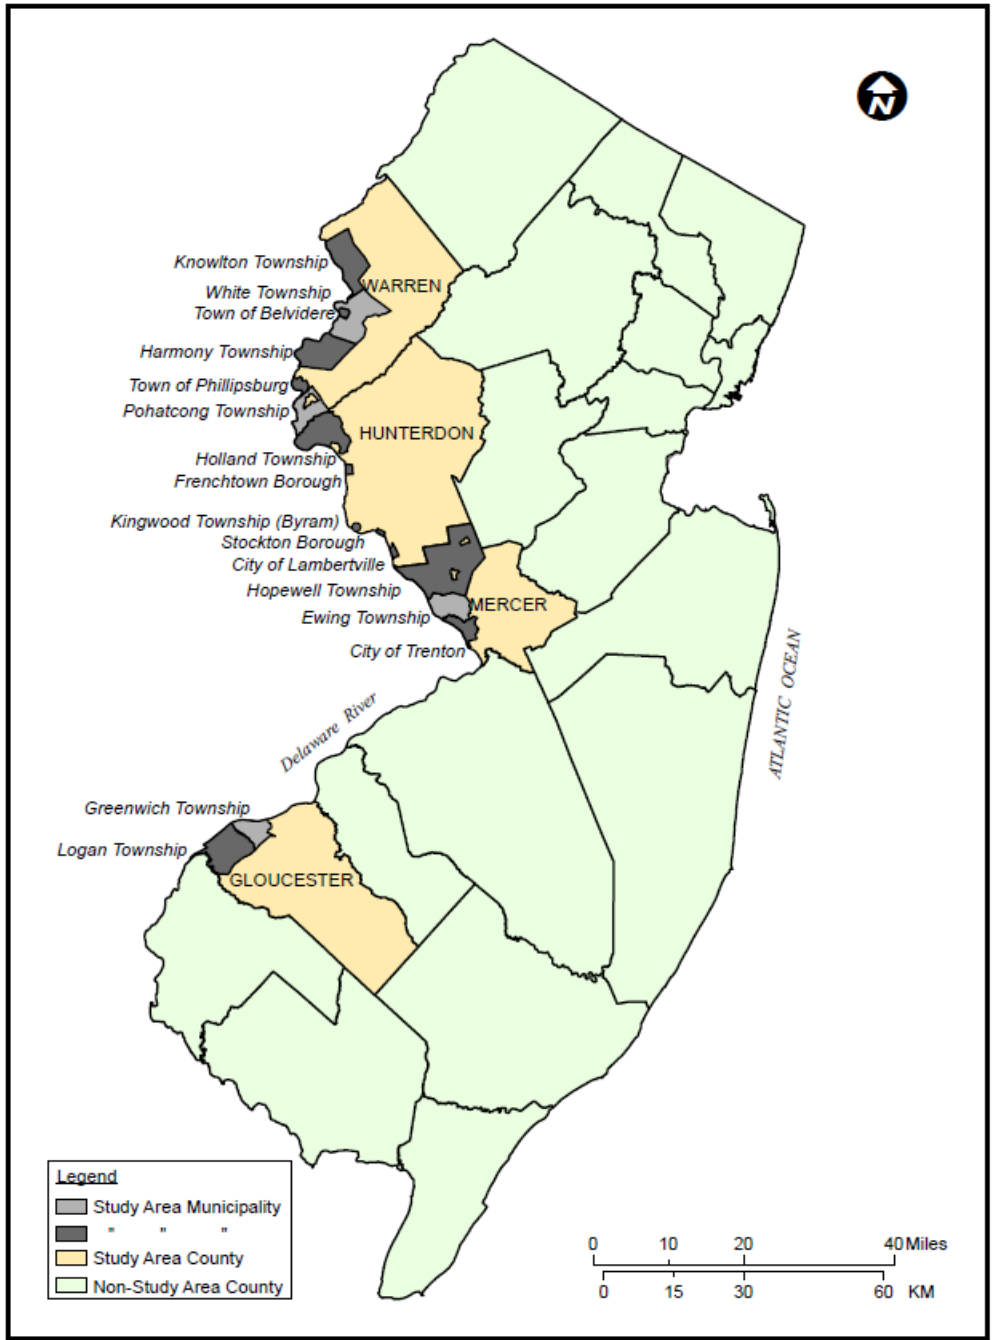 N
Knowlton Township
WARREN
White Township
Town of Belvidere
Harmony Township
Town of Phillipsburg
Pohatcong Township
HUNTERDON
Holland Township
Frenchtown Borough
Kingwood Township (Byram)
Stockton Borough
City of Lambertville
Hopewell Township
MERCER
Ewing Township
City of Trenton
ATLANTIC OCEAN
Delaware River
Greenwich Township
Logan Township
GLOUCESTER
Legend
Study Area Municipality
" " "
Study Area County
Non-Study Area County
0 10 20 40 Miles
0 15 30 60 KM